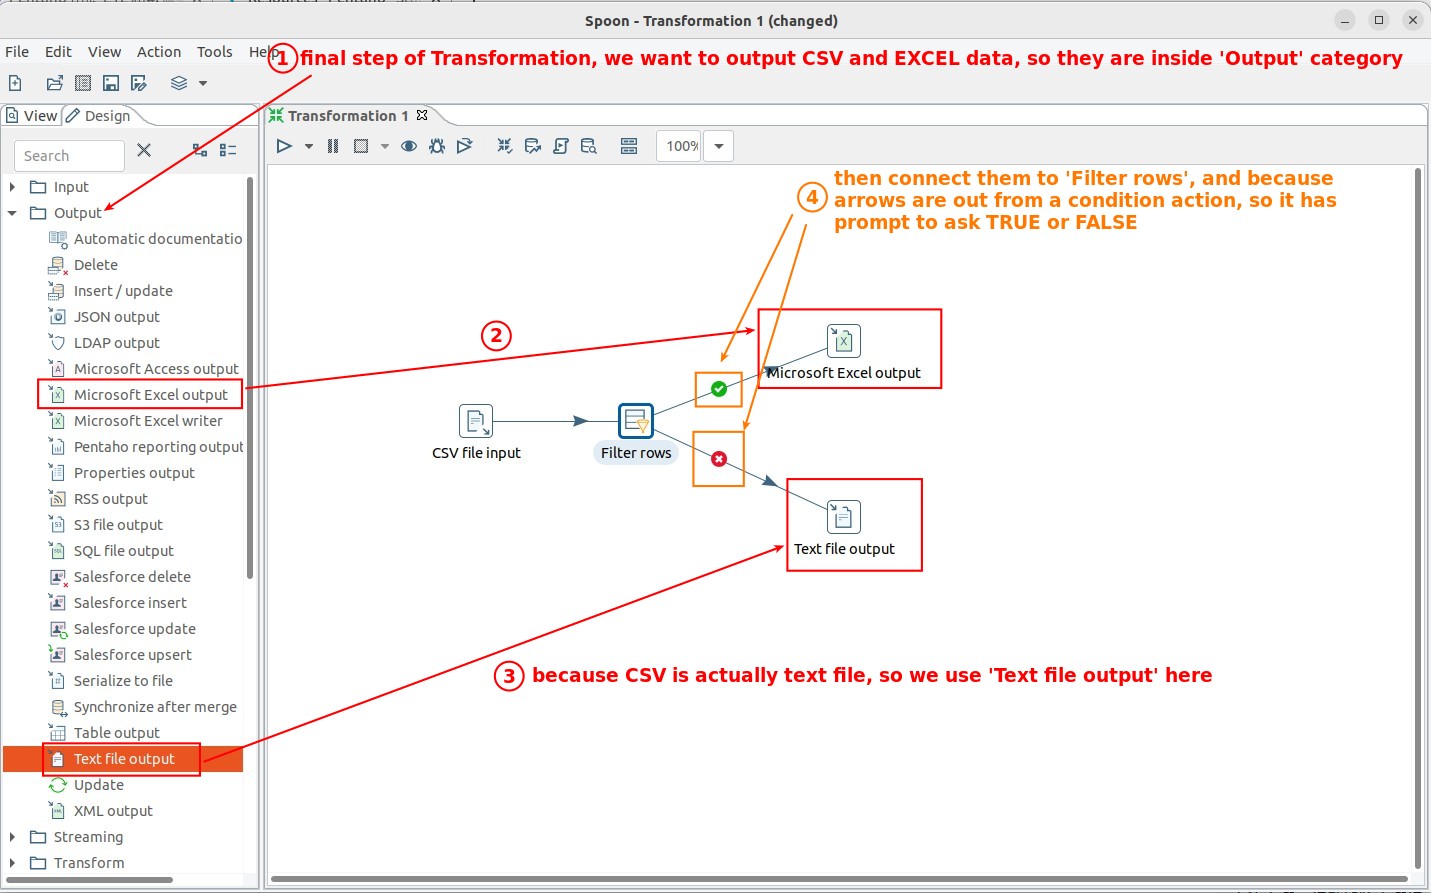 Spoon - Transformation 1 (changed)
File Edit View Action Tools Help
1 final step of Transformation, we want to output CSV and EXCEL data, so they are inside 'Output' category
View Design
Transformation 1
Search
100%
Input
Output
Automatic documentatio
Delete
Insert / update
JSON output
LDAP output
Microsoft Access output
Microsoft Excel output
Microsoft Excel writer
Pentaho reporting output
Properties output
RSS output
S3 file output
SQL file output
Salesforce delete
Salesforce insert
Salesforce update
Salesforce upsert
Serialize to file
Synchronize after merge
Table output
Text file output
Update
XML output
Streaming
Transform
4 then connect them to 'Filter rows', and because
arrows are out from a condition action, so it has
prompt to ask TRUE or FALSE
2
Microsoft Excel output
CSV file input
Filter rows
Text file output
3 because CSV is actually text file, so we use 'Text file output' here